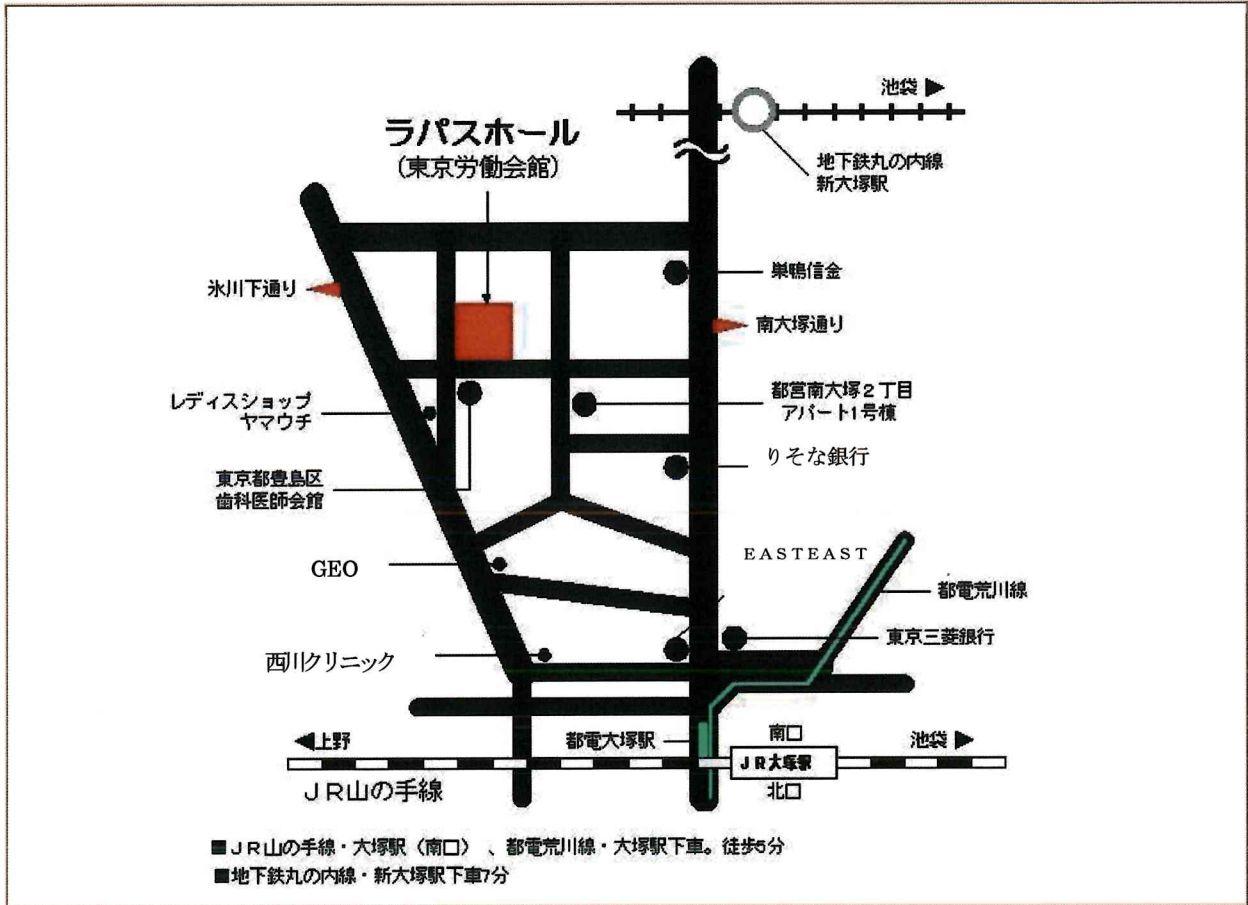 池袋 ▶
ラパスホール
(東京労働会館)
地下鉄丸の内線
新大塚駅
巣鴨信金
氷川下通り
南大塚通り
都営南大塚2丁目
アパート1号棟
レディスショップ
ヤマウチ
りそな銀行
東京都豊島区
歯科医師会館
EASTEAST
GEO
都電荒川線
東京三菱銀行
西川クリニック
南口
◀上野
都電大塚駅
池袋 ▶
JR大塚駅
JR山の手線
北口
■JR山の手線・大塚駅(南口)、都電荒川線・大塚駅下車。徒歩5分
■地下鉄丸の内線・新大塚駅下車7分